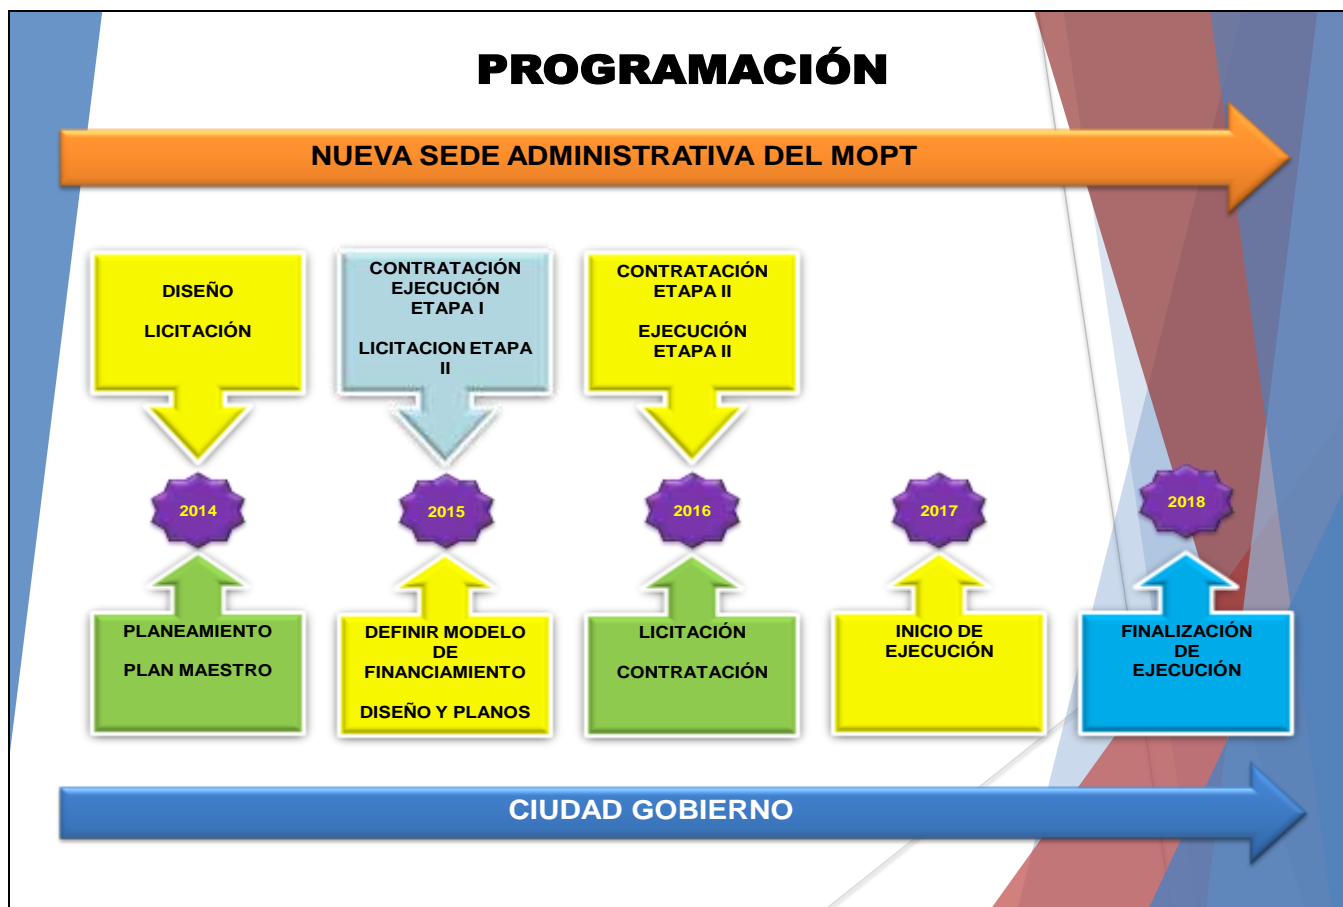 PROGRAMACIÓN
NUEVA SEDE ADMINISTRATIVA DEL MOPT
DISEÑO
LICITACIÓN
CONTRATACIÓN
EJECUCIÓN
ETAPA I
LICITACION ETAPA
II
CONTRATACIÓN
ETAPA II
EJECUCIÓN
ETAPA II
2014
2015
2016
2017
2018
PLANEAMIENTO
PLAN MAESTRO
DEFINIR MODELO
DE
FINANCIAMIENTO
DISEÑO Y PLANOS
LICITACIÓN
CONTRATACIÓN
INICIO DE
EJECUCIÓN
FINALIZACIÓN
DE
EJECUCIÓN
CIUDAD GOBIERNO